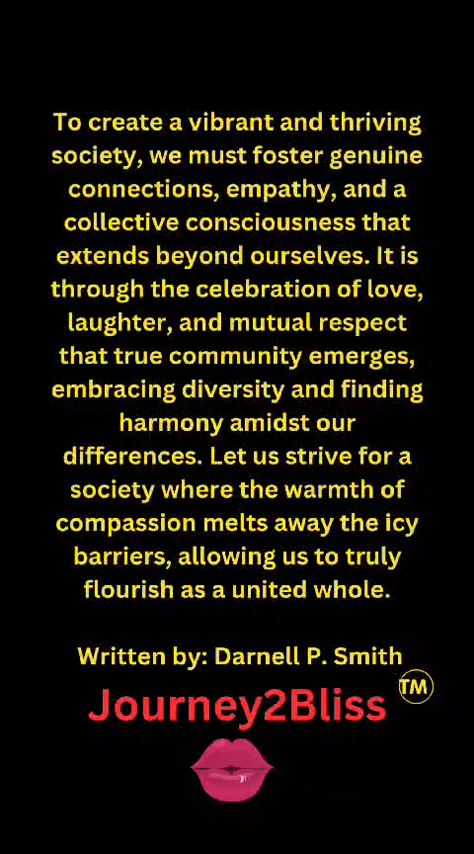 To create a vibrant and thriving
society, we must foster genuine
connections, empathy, and a
collective consciousness that
extends beyond ourselves. It is
through the celebration of love,
laughter, and mutual respect
that true community emerges,
embracing diversity and finding
harmony amidst our
differences. Let us strive for a
society where the warmth of
compassion melts away the icy
barriers, allowing us to truly
flourish as a united whole.
Written by: Darnell P. Smith
Journey2Bliss TM